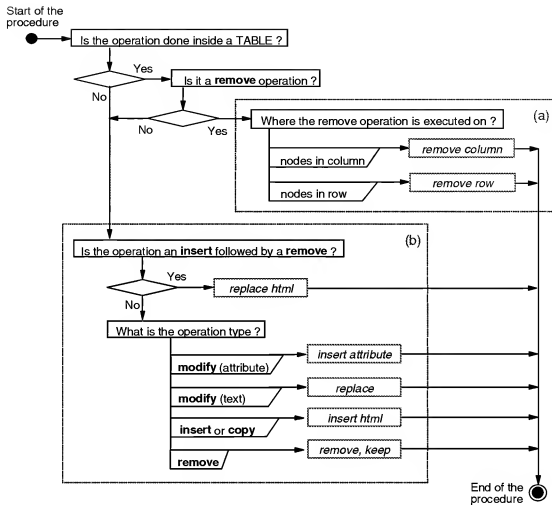 Start of the
procedure
Is the operation done inside a TABLE ?
Yes
No
Is it a remove operation ?
No
Yes
(a)
Where the remove operation is executed on ?
nodes in column
remove column
nodes in row
remove row
(b)
Is the operation an insert followed by a remove ?
Yes
No
replace html
What is the operation type ?
modify (attribute)
insert attribute
modify (text)
replace
insert or copy
insert html
remove
remove, keep
End of the
procedure